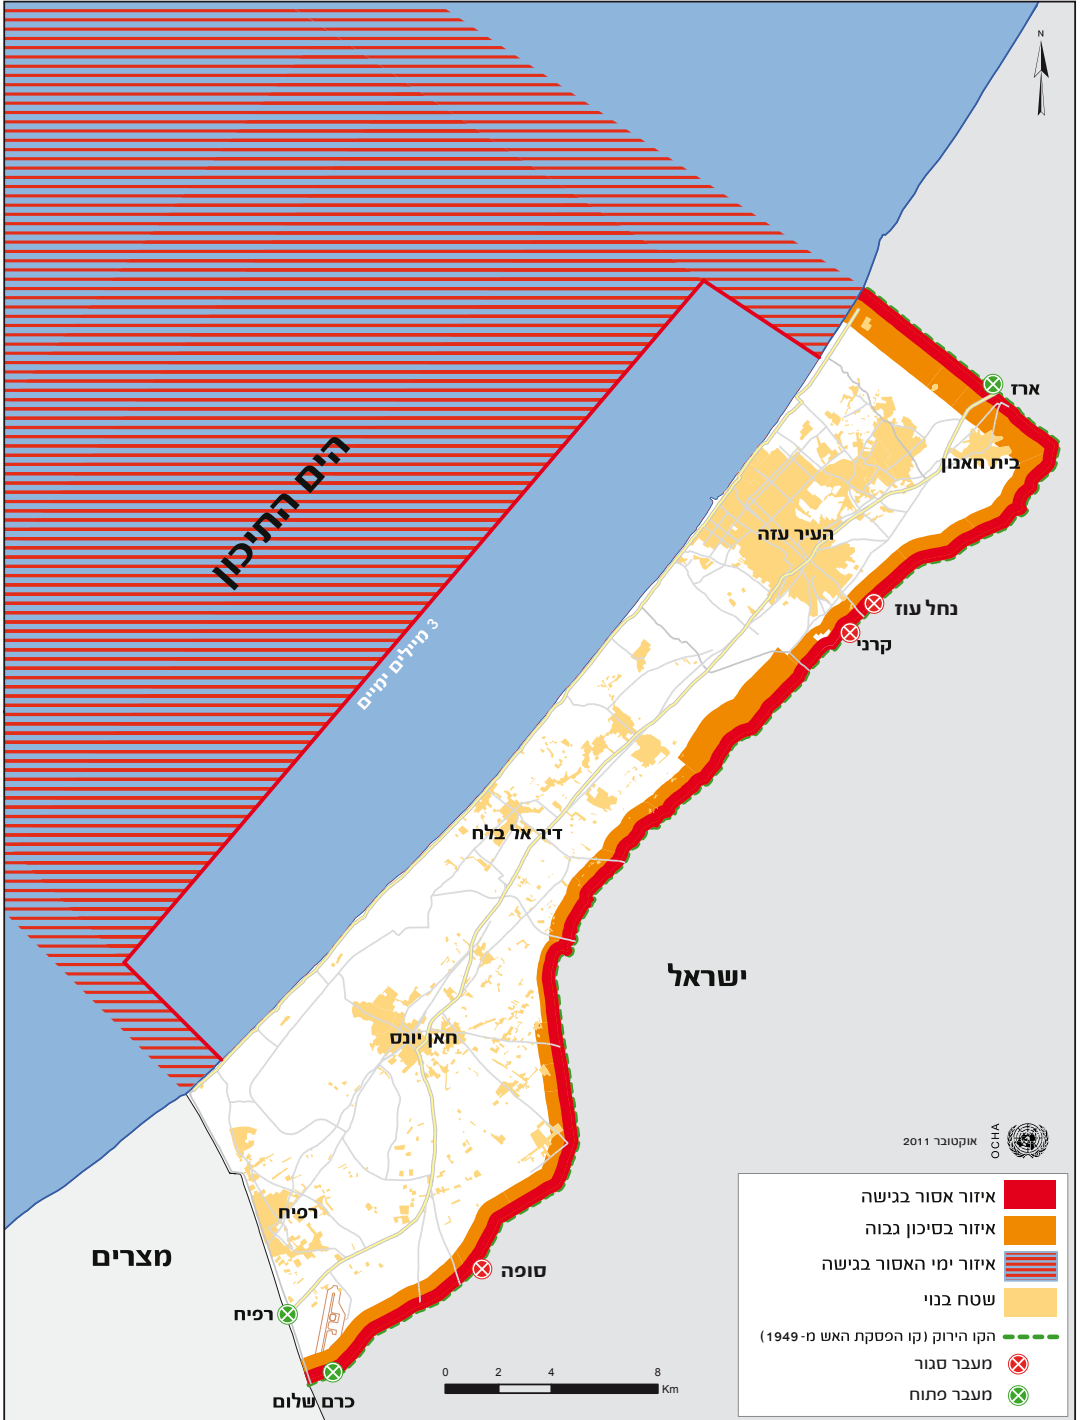 N
ארז
בית חאנון
הים התיכון
העיר עזה
נחל עוז
קרני
3 מיילים ימיים
דיר אל בלח
ישראל
חאן יונס
אוקטובר 2011
OCHA
רפיח
מצרים
סופה
רפיח
כרם שלום
0 2 4 8
Km
איזור אסור בגישה
איזור בסיכון גבוה
איזור ימי האסור בגישה
שטח בנוי
הקו הירוק (קו הפסקת האש מ-1949)
מעבר סגור
מעבר פתוח